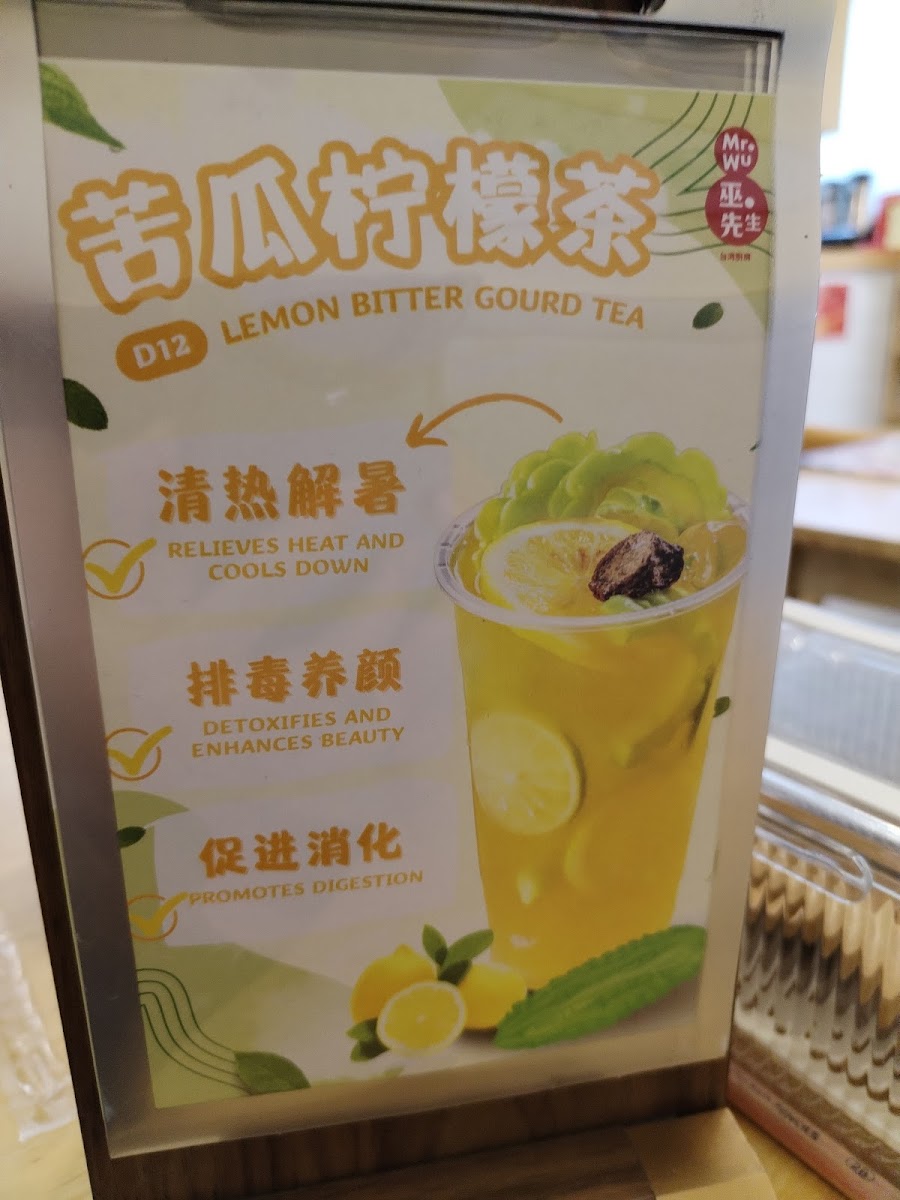 Mr.
Wu
巫
先生
苦瓜柠檬茶
D12 LEMON BITTER GOURD TEA
清热解暑
RELIEVES HEAT AND
COOLS DOWN
排毒养颜
DETOXIFIES AND
ENHANCES BEAUTY
促进消化
PROMOTES DIGESTION